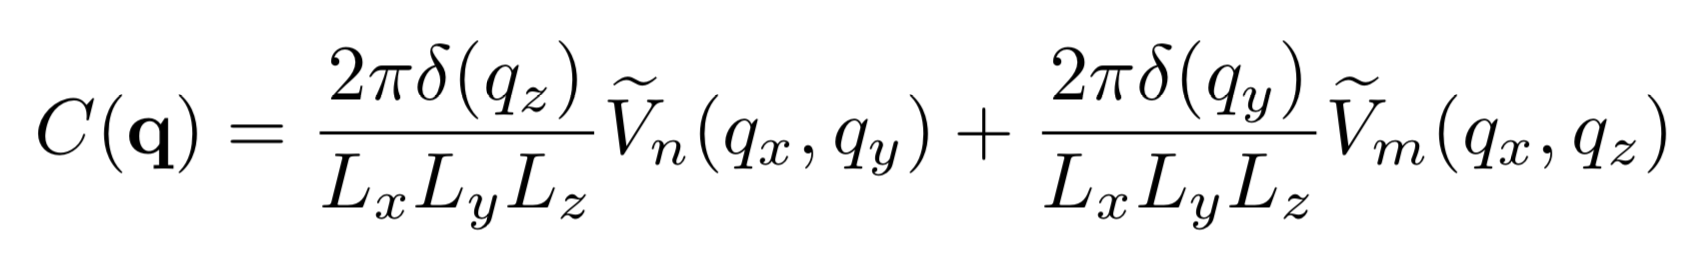 $C(\mathbf{q}) = \frac{2\pi\delta(q_z)}{L_x L_y L_z} \widetilde{V}_n(q_x, q_y) + \frac{2\pi\delta(q_y)}{L_x L_y L_z} \widetilde{V}_m(q_x, q_z)$